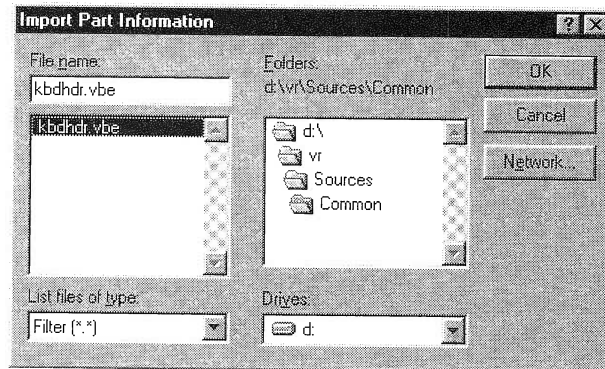 Import Part Information
File name:
kbdhdr.vbe
kbdhdr.vbe
List files of type:
Filter (*.*)
Folders:
d:\vr\Sources\Common
d:\
vr
Sources
Common
Drives:
d:
OK
Cancel
Network...